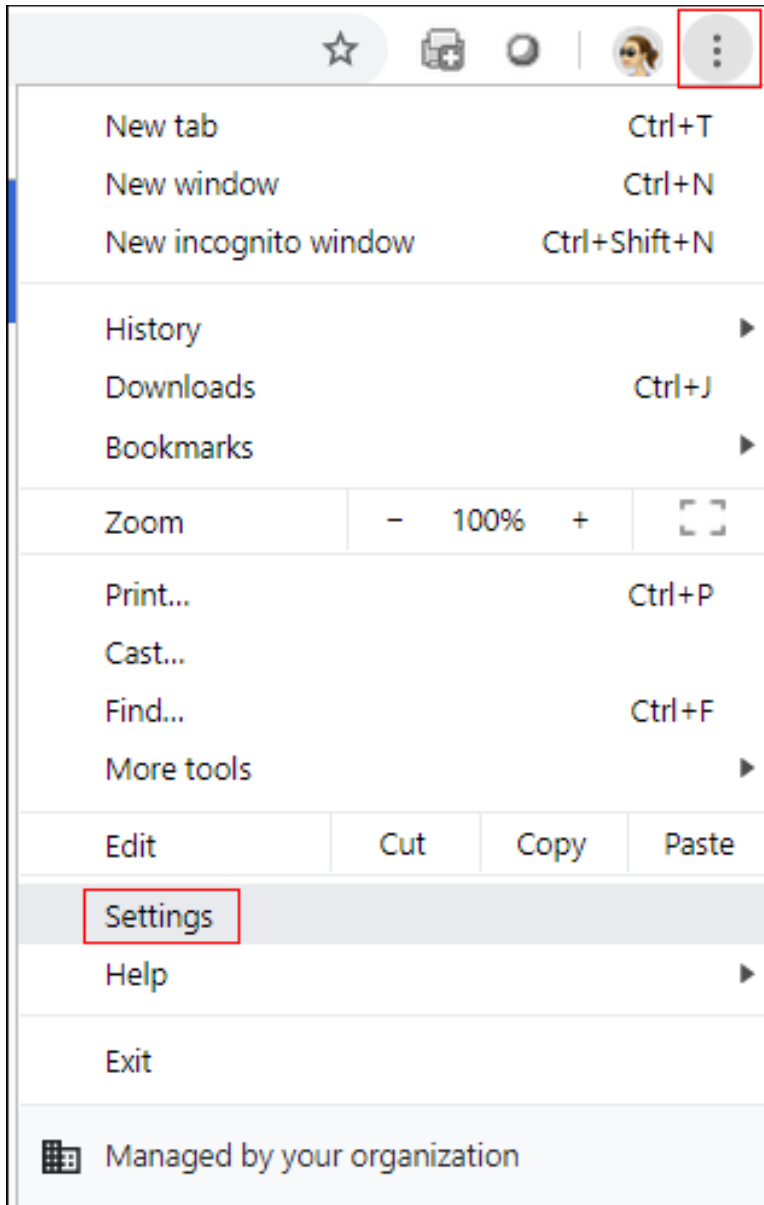 New tab Ctrl+T
New window Ctrl+N
New incognito window Ctrl+Shift+N
History
Downloads Ctrl+J
Bookmarks
Zoom - 100% +
Print... Ctrl+P
Cast...
Find... Ctrl+F
More tools
Edit Cut Copy Paste
Settings
Help
Exit
Managed by your organization